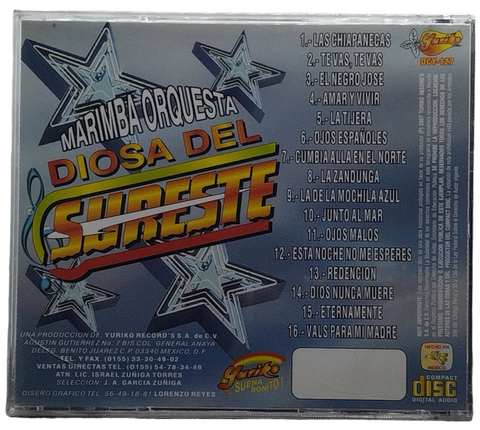 MARIMBA ORQUESTA
DIOSA DEL
SURESTE
1.- LAS CHIAPANECAS
2.- TE VAS, TE VAS
3.- EL NEGRO JOSE
4.- AMAR Y VIVIR
5.- LA TIJERA
6.- OJOS ESPAÑOLES
7.- CUMBIA ALLA EN EL NORTE
8.- LA ZANDUNGA
9.- LA DE LA MOCHILA AZUL
10.- JUNTO AL MAR
11.- OJOS MALOS
12.- ESTA NOCHE NO ME ESPERES
13.- REDENCION
14.- DIOS NUNCA MUERE
15.- ETERNAMENTE
16.- VALS PARA MI MADRE
Yuriko
DCY-127
UNA PRODUCCION DE YURIKO RECORD'S S.A. de C.V.
AGUSTIN GUTIERREZ No. 7 BIS COL. GENERAL ANAYA
DELEG. BENITO JUAREZ C.P. 03340 MEXICO, D.F.
TEL. Y FAX. (0155) 33-30-49-02
VENTAS DIRECTAS TEL.: (0155) 54-78-34-49
ATN. LIC. ISRAEL ZUÑIGA TORRES
SELECCION: J. A. GARCIA ZUÑIGA
DISEÑO GRAFICO TEL: 56-49-18-81 LORENZO REYES
Yuriko
¡SUENA BONITO!
HECHO EN
MEXICO
COMPACT
disc
DIGITAL AUDIO